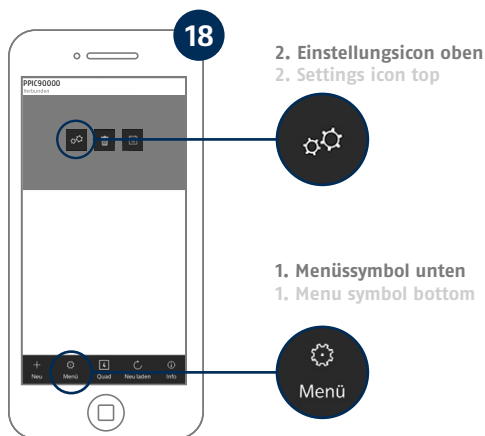 18
2. Einstellungsicon oben
2. Settings icon top
PPIC90000
Verbunden
1. Menüssymbol unten
1. Menu symbol bottom
Neu
Menü
Quad
Neu laden
Info
Menü